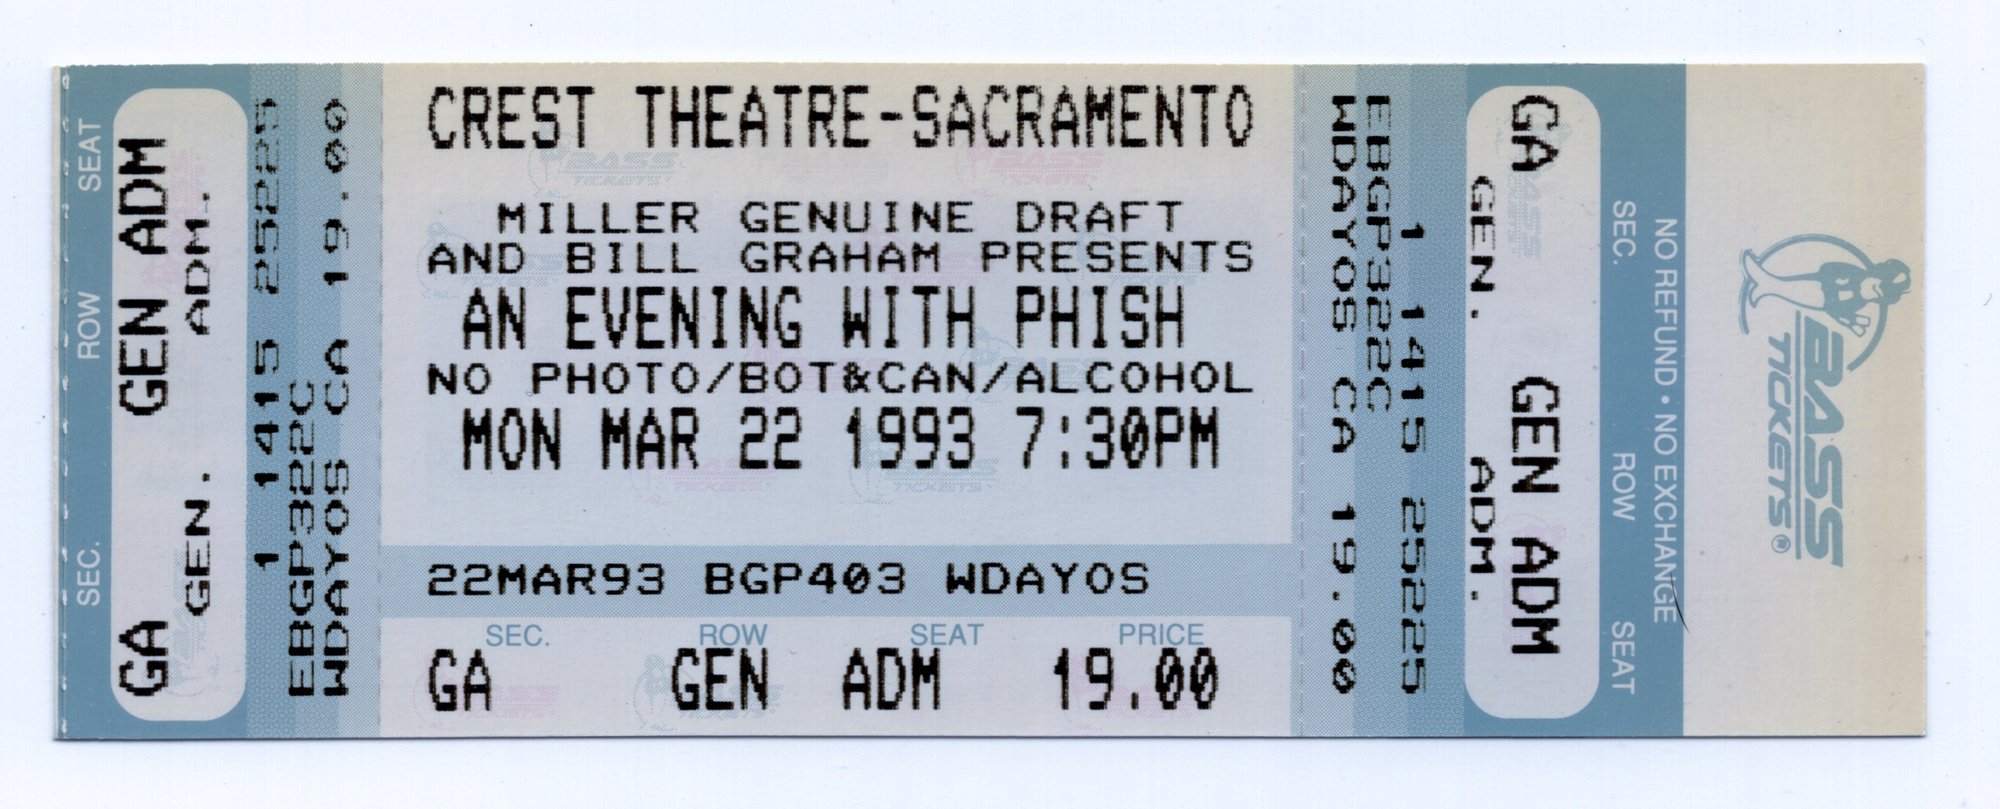 SEC. ROW SEAT
GA GEN ADM
GEN. ADM.
1 1415 25225
EBGP322C
WDAYOS CA 19.00
CREST THEATRE-SACRAMENTO
MILLER GENUINE DRAFT
AND BILL GRAHAM PRESENTS
AN EVENING WITH PHISH
NO PHOTO/BOT&CAN/ALCOHOL
MON MAR 22 1993 7:30PM
22MAR93 BGP403 WDAYOS
SEC. ROW SEAT PRICE
GA GEN ADM 19.00
WDAYOS CA 19.00
EBGP322C
1 1415 25225
GEN. ADM.
GA GEN ADM
SEC. ROW SEAT
NO REFUND • NO EXCHANGE
BASS
TICKETS®